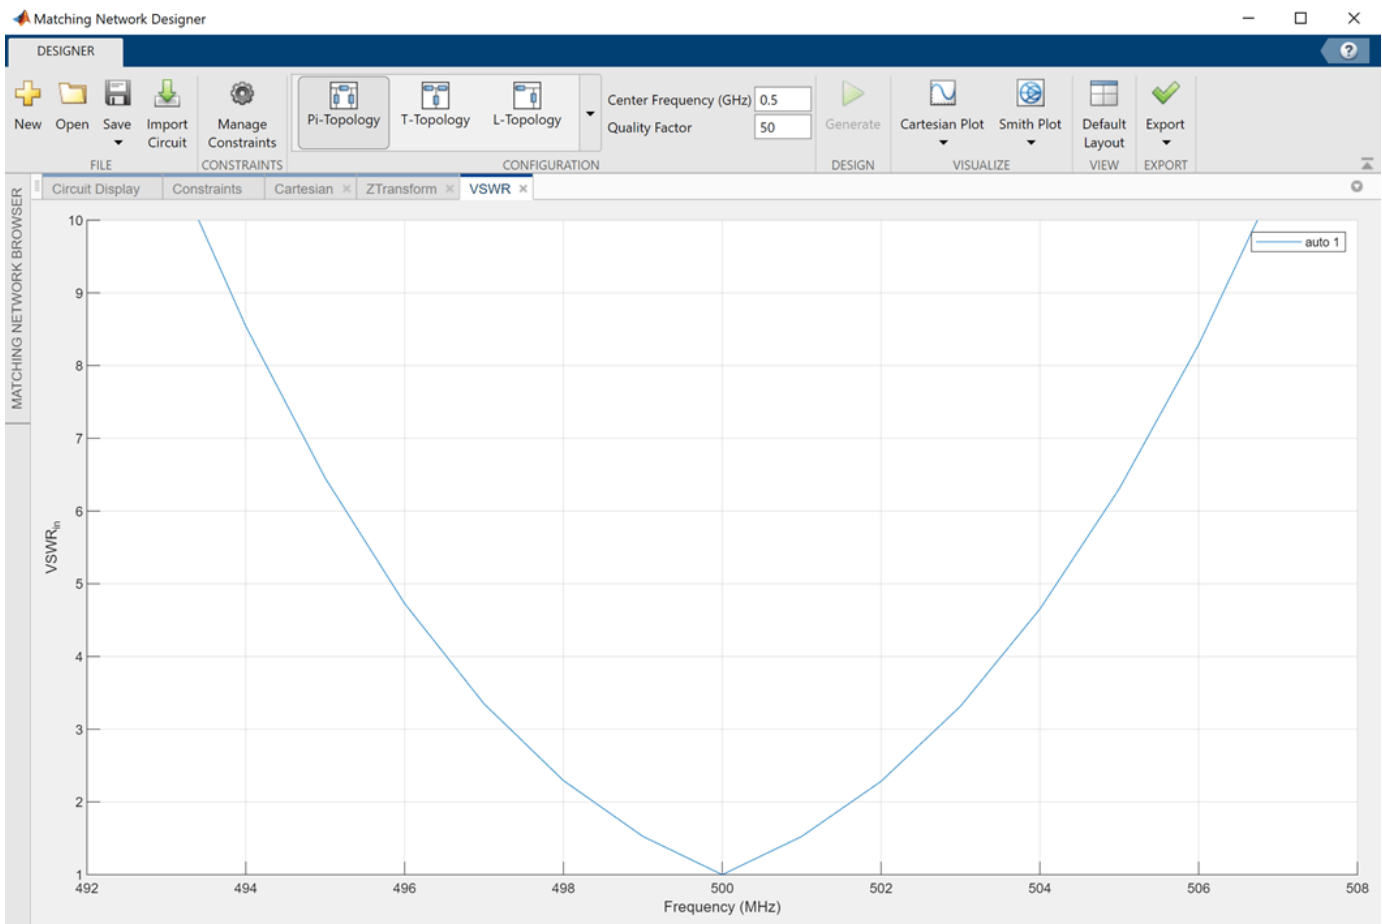 Matching Network Designer
DESIGNER
New
Open
Save
Import
Circuit
Manage
Constraints
Pi-Topology
T-Topology
L-Topology
Center Frequency (GHz) 0.5
Quality Factor 50
Generate
Cartesian Plot
Smith Plot
Default
Layout
Export
FILE
CONSTRAINTS
CONFIGURATION
DESIGN
VISUALIZE
VIEW
EXPORT
MATCHING NETWORK BROWSER
Circuit Display
Constraints
Cartesian
ZTransform
VSWR
auto 1
10
9
8
7
6
5
4
3
2
1
VSWRin
492 494 496 498 500 502 504 506 508
Frequency (MHz)